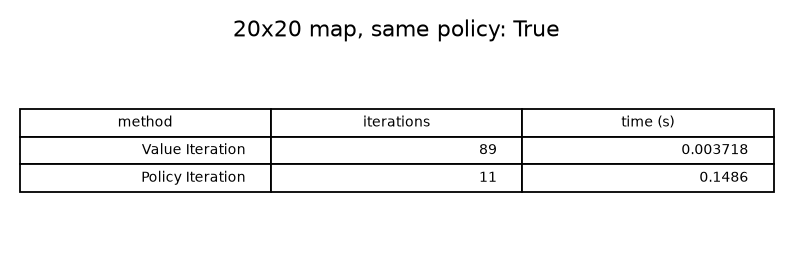 20x20 map, same policy: True
method iterations time (s)
Value Iteration 89 0.003718
Policy Iteration 11 0.1486